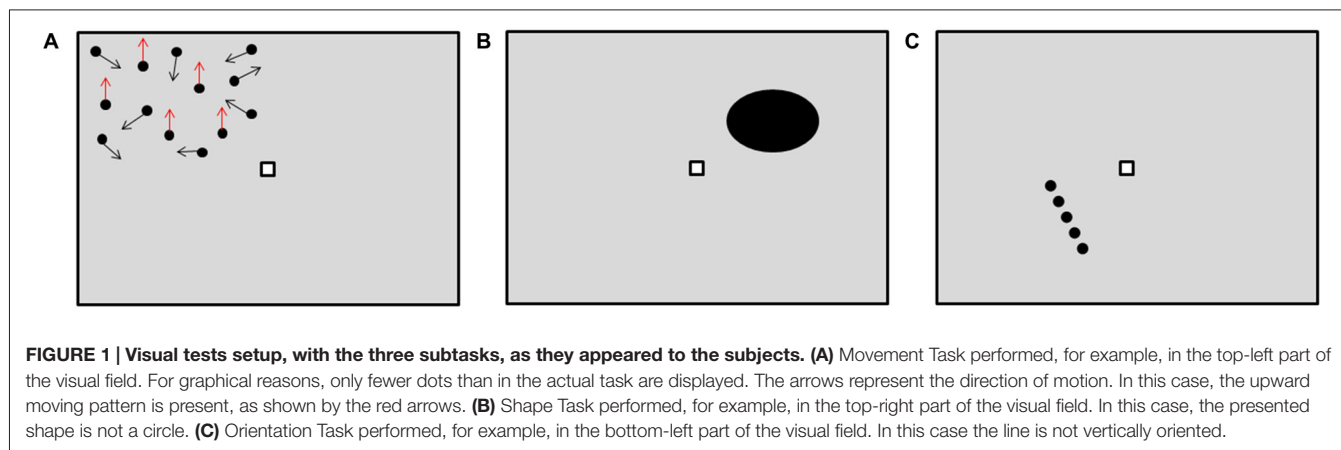 A
B
C
FIGURE 1 | Visual tests setup, with the three subtasks, as they appeared to the subjects. (A) Movement Task performed, for example, in the top-left part of
the visual field. For graphical reasons, only fewer dots than in the actual task are displayed. The arrows represent the direction of motion. In this case, the upward
moving pattern is present, as shown by the red arrows. (B) Shape Task performed, for example, in the top-right part of the visual field. In this case, the presented
shape is not a circle. (C) Orientation Task performed, for example, in the bottom-left part of the visual field. In this case the line is not vertically oriented.